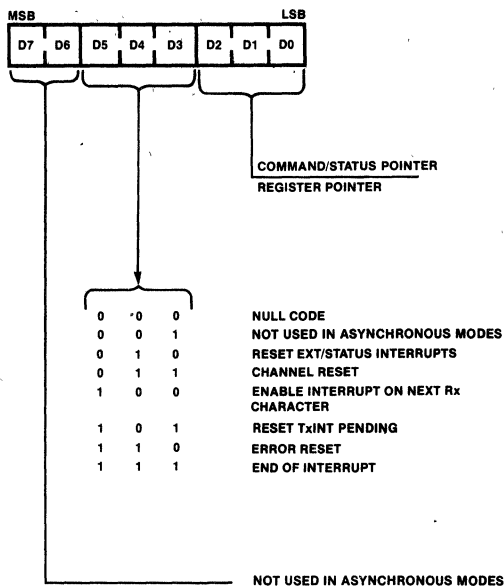 MSB LSB
D7 D6 D5 D4 D3 D2 D1 D0
COMMAND/STATUS POINTER
REGISTER POINTER
0 0 0 NULL CODE
0 0 1 NOT USED IN ASYNCHRONOUS MODES
0 1 0 RESET EXT/STATUS INTERRUPTS
0 1 1 CHANNEL RESET
1 0 0 ENABLE INTERRUPT ON NEXT Rx
CHARACTER
1 0 1 RESET TxINT PENDING
1 1 0 ERROR RESET
1 1 1 END OF INTERRUPT
NOT USED IN ASYNCHRONOUS MODES